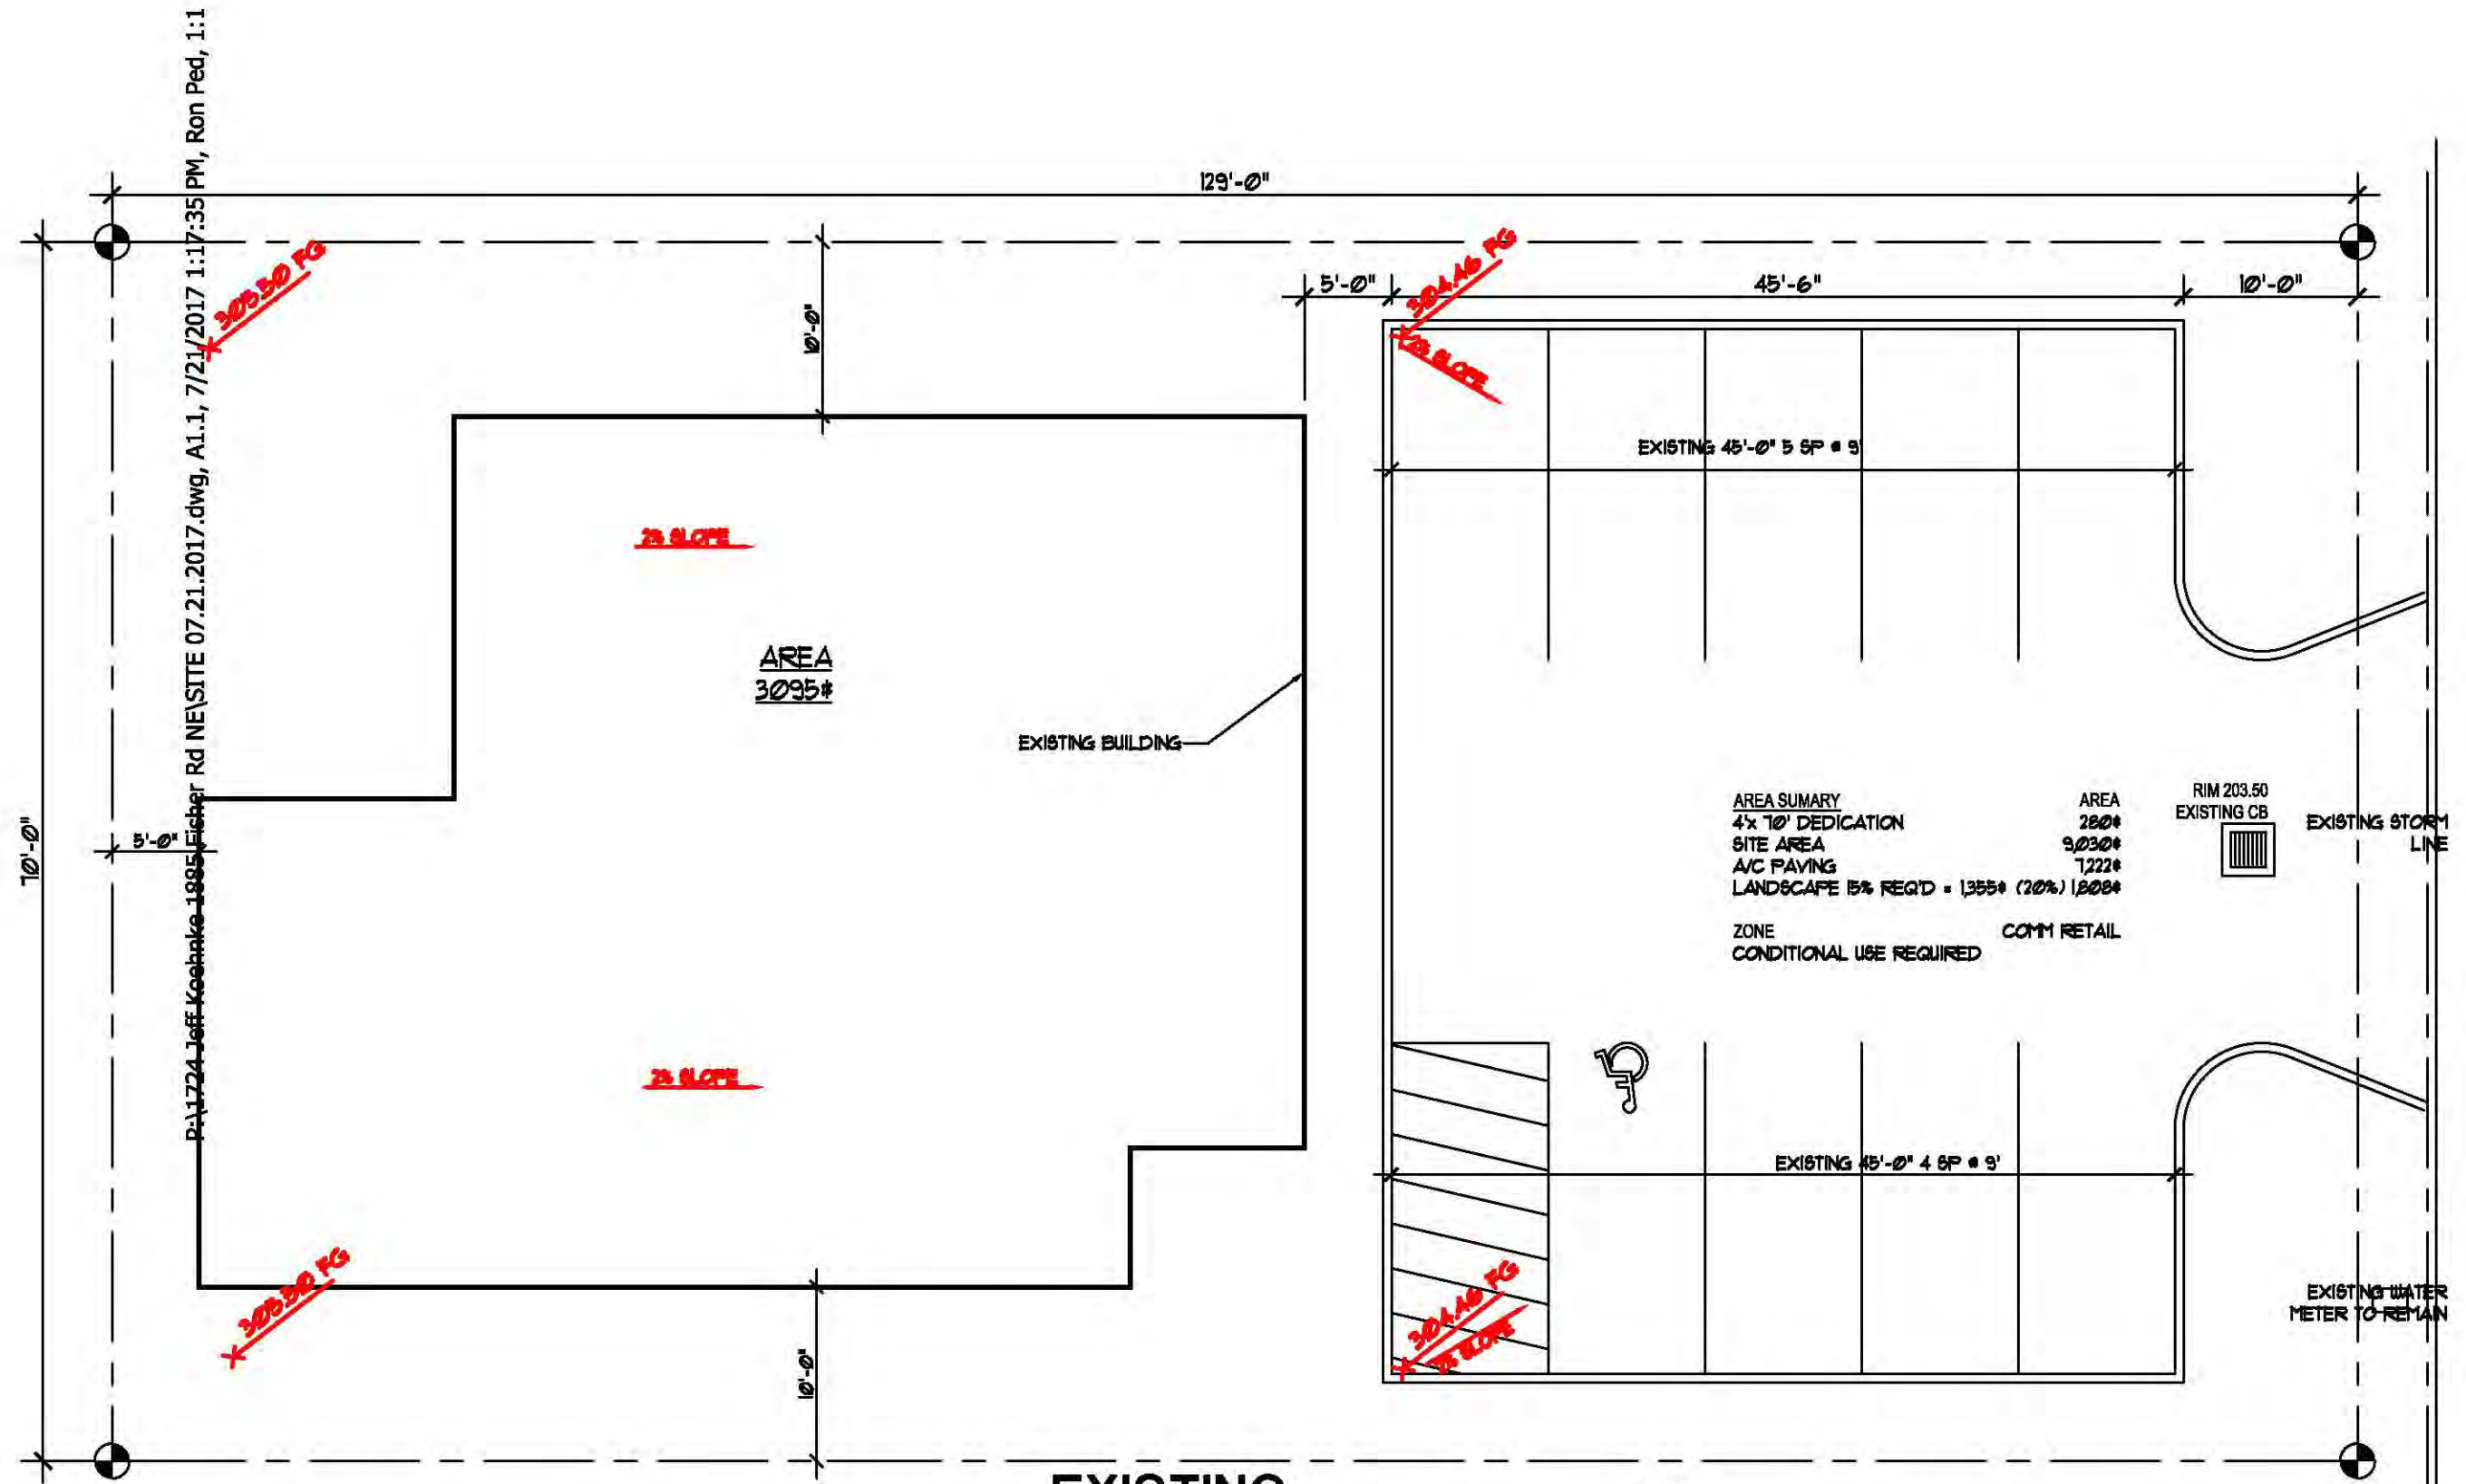 P:\1724 Jeff Koehnke 1885 Fisher Rd NE\SITE 07.21.2017.dwg, A1.1, 7/21/2017 1:17:35 PM, Ron Ped, 1:1
129'-0"
305.50 FG
304.46 FG
5'-0"
45'-6"
10'-0"
10'-0"
2% SLOPE
EXISTING 45'-0" 5 SP @ 9'
2% SLOPE
AREA
3095#
EXISTING BUILDING
70'-0"
5'-0"
AREA SUMARY AREA
4'x 70' DEDICATION 280#
SITE AREA 9,030#
A/C PAVING 7,222#
LANDSCAPE 15% REQ'D = 1,355# (20%) 1,808#
ZONE COMM RETAIL
CONDITIONAL USE REQUIRED
RIM 203.50
EXISTING CB
EXISTING STORM
LINE
2% SLOPE
EXISTING 45'-0" 4 SP @ 9'
305.50 FG
304.46 FG
2% SLOPE
EXISTING WATER
METER TO REMAIN
10'-0"
EXISTING